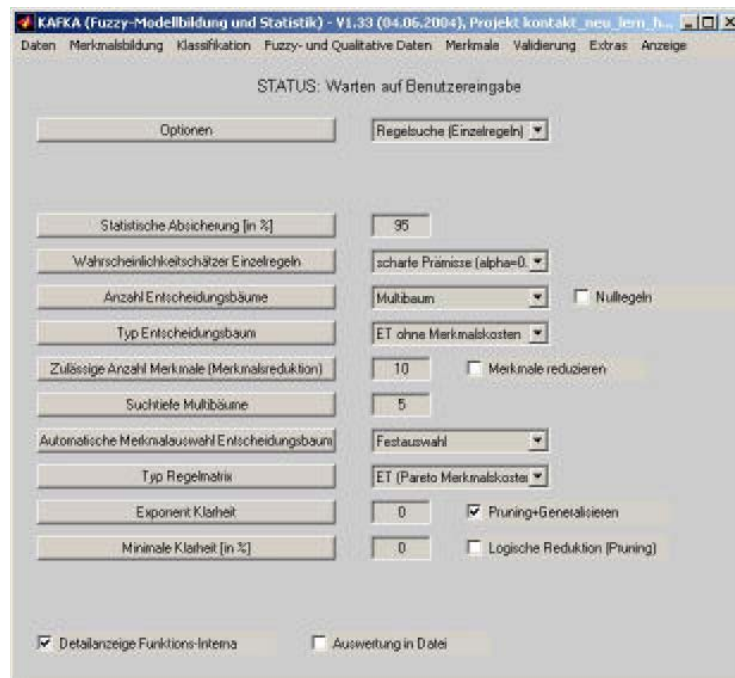 KAFKA (Fuzzy-Modellbildung und Statistik) - V1.33 (04.06.2004), Projekt kontakt_neu_lern_h...
Daten Merkmalsbildung Klassifikation Fuzzy- und Qualitative Daten Merkmale Validierung Extras Anzeige
STATUS: Warten auf Benutzereingabe
Optionen Regelsuche (Einzelregeln)
Statistische Absicherung [in %] 95
Wahrscheinlichkeitschätzer Einzelregeln scharfe Prämisse (alpha=0.
Anzahl Entscheidungsbäume Multibaum Nullregeln
Typ Entscheidungsbaum ET ohne Merkmalskosten
Zulässige Anzahl Merkmale (Merkmalsreduktion) 10 Merkmale reduzieren
Suchtiefe Multibäume 5
Automatische Merkmalauswahl Entscheidungsbaum Festauswahl
Typ Regelmatrix ET (Pareto Merkmalskoster
Exponent Klarheit 0 Pruning+Generalisieren
Minimale Klarheit [in %] 0 Logische Reduktion (Pruning)
Detailanzeige Funktions-Interna Auswertung in Datei